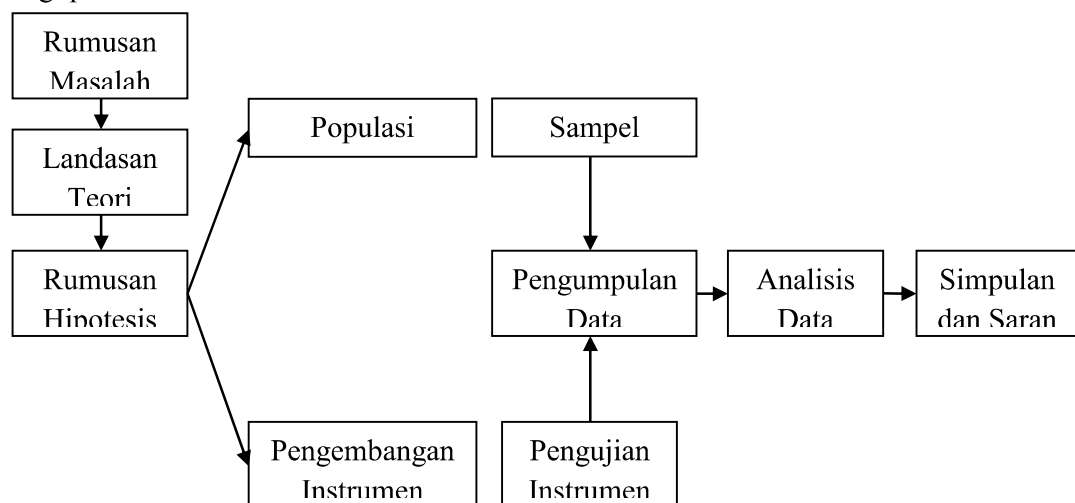 Rumusan
Masalah
Landasan
Teori
Rumusan
Hipotesis
Populasi
Sampel
Pengumpulan
Data
Analisis
Data
Simpulan
dan Saran
Pengembangan
Instrumen
Pengujian
Instrumen